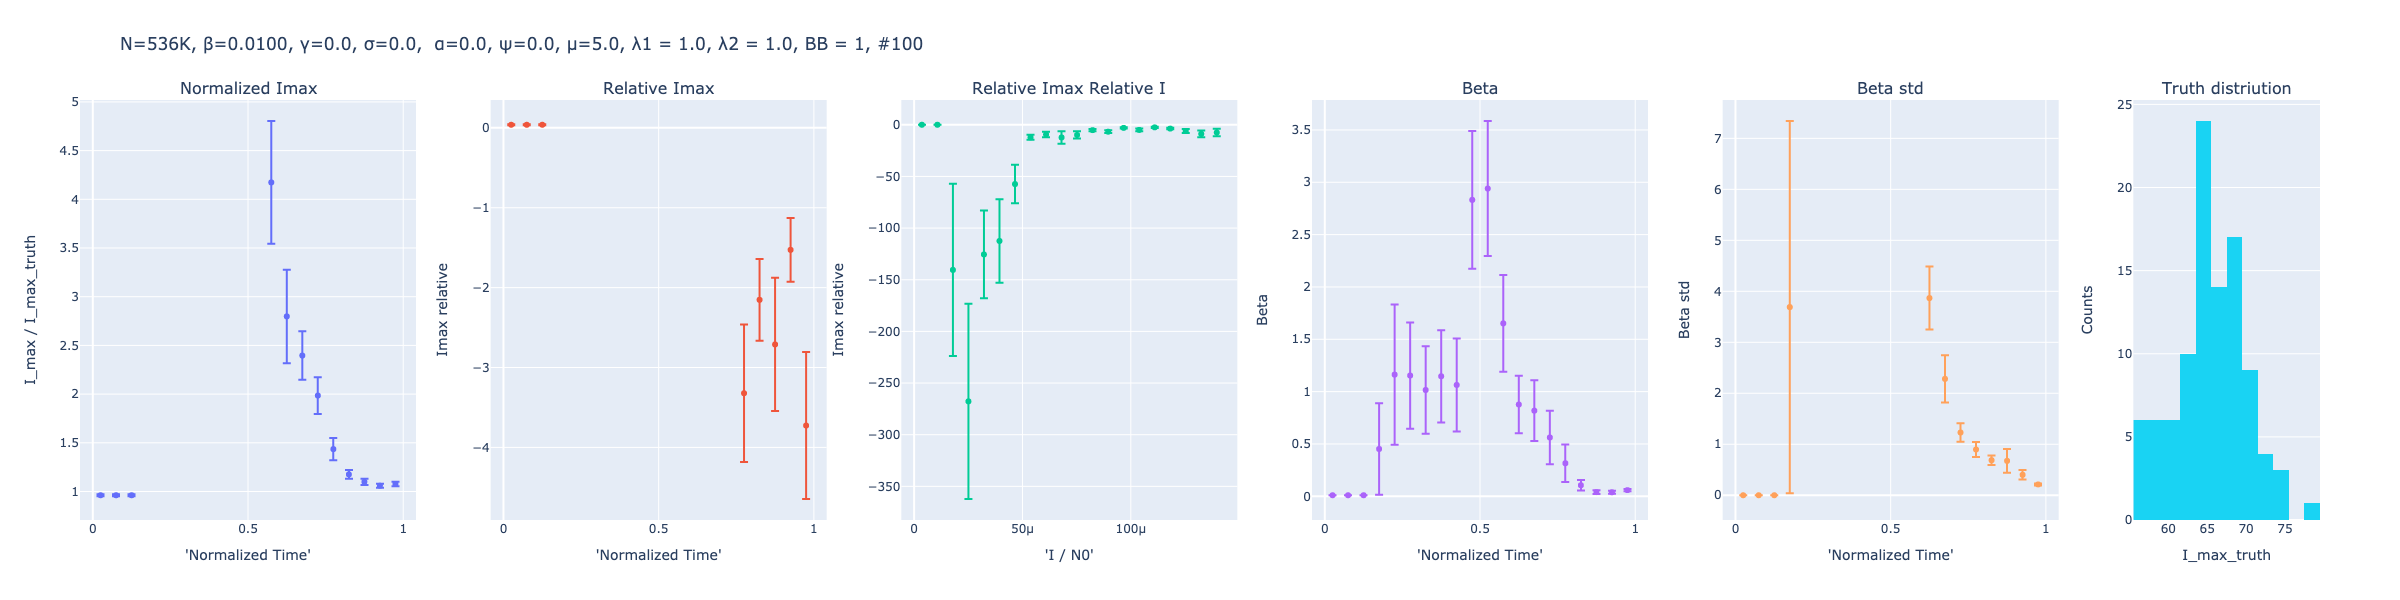 N=536K, β=0.0100, γ=0.0, σ=0.0,  α=0.0, ψ=0.0, μ=5.0, λ1 = 1.0, λ2 = 1.0, BB = 1, #100
Normalized Imax
I_max / I_max_truth
5
4.5
4
3.5
3
2.5
2
1.5
1
0
0.5
1
'Normalized Time'
Relative Imax
Imax relative
0
−1
−2
−3
−4
0
0.5
1
'Normalized Time'
Relative Imax Relative I
Imax relative
0
−50
−100
−150
−200
−250
−300
−350
0
50μ
100μ
'I / N0'
Beta
Beta
3.5
3
2.5
2
1.5
1
0.5
0
0
0.5
1
'Normalized Time'
Beta std
Beta std
7
6
5
4
3
2
1
0
0
0.5
1
'Normalized Time'
Truth distriution
Counts
25
20
15
10
5
0
60
65
70
75
I_max_truth